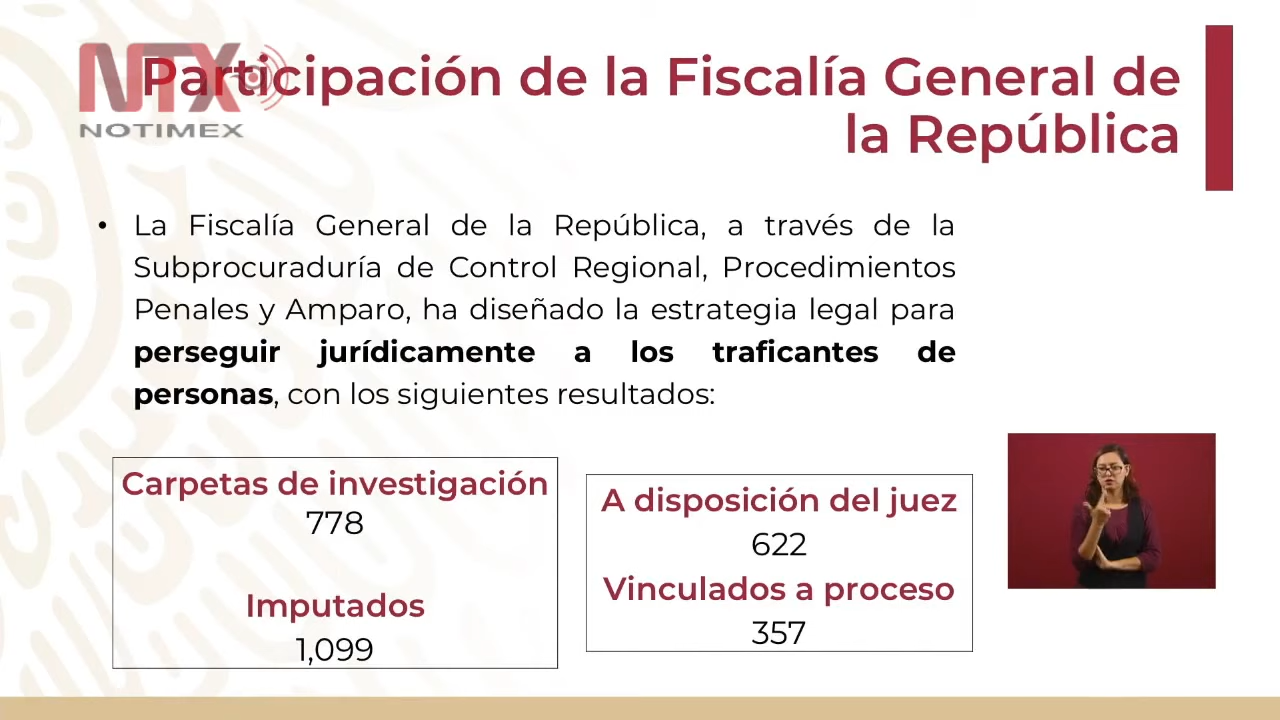 NTX
NOTIMEX
Participación de la Fiscalía General de
la República
• La Fiscalía General de la República, a través de la
Subprocuraduría de Control Regional, Procedimientos
Penales y Amparo, ha diseñado la estrategia legal para
perseguir jurídicamente a los traficantes de
personas, con los siguientes resultados:
Carpetas de investigación
778
Imputados
1,099
A disposición del juez
622
Vinculados a proceso
357